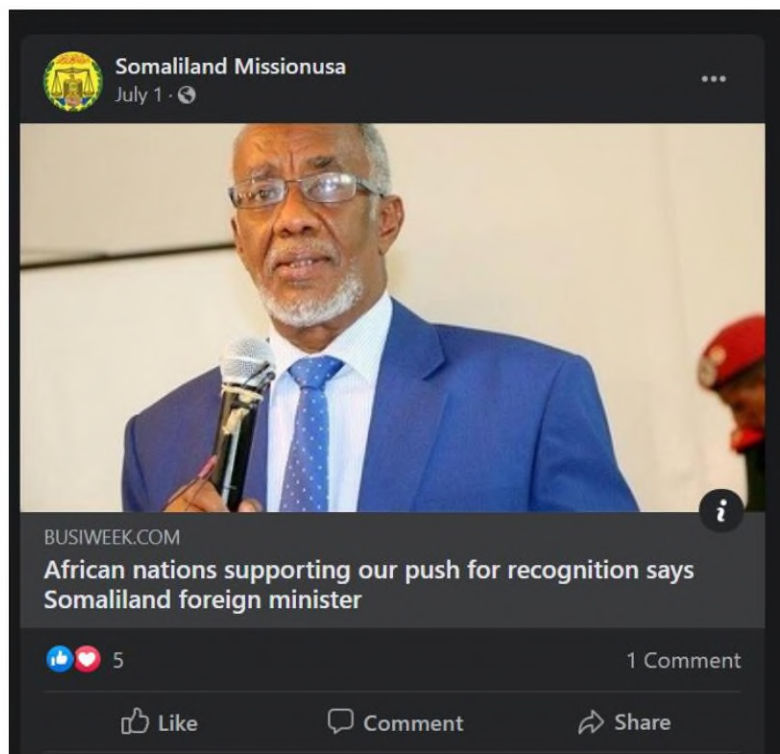 Somaliland Missionusa
July 1 ·
BUSIWEEK.COM
African nations supporting our push for recognition says
Somaliland foreign minister
5
1 Comment
Like
Comment
Share